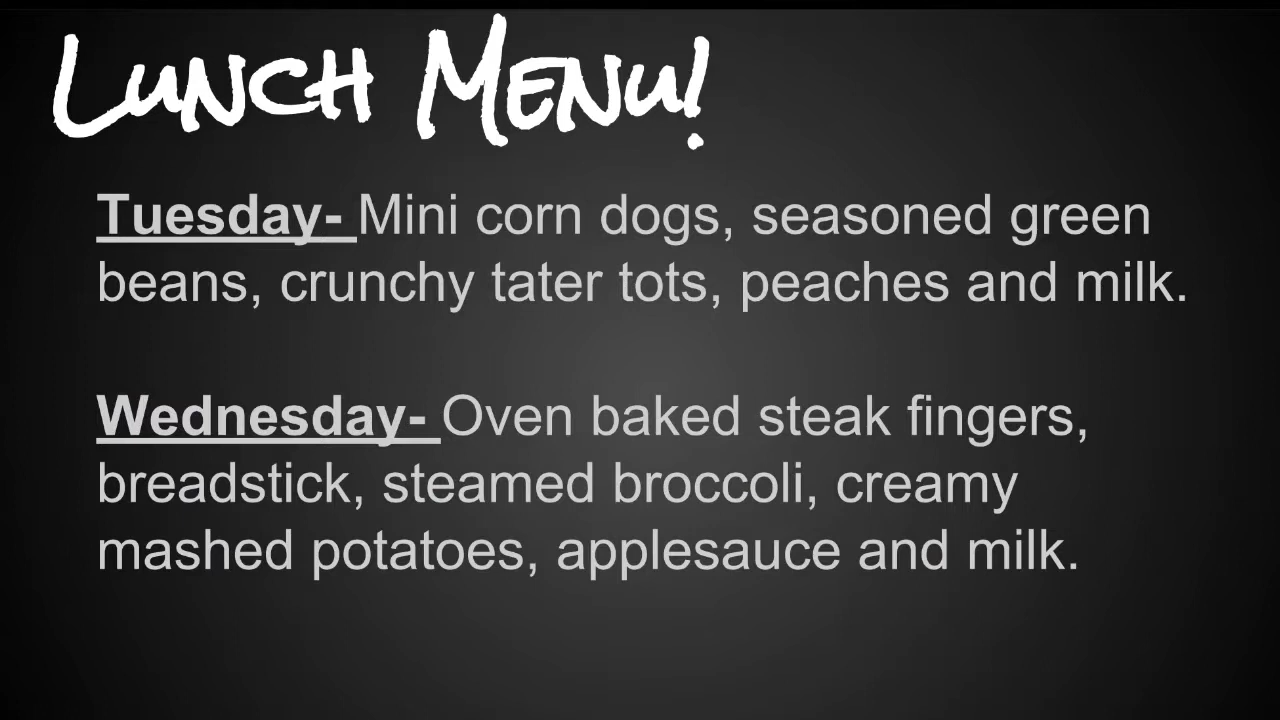 Lunch Menu!
Tuesday- Mini corn dogs, seasoned green
beans, crunchy tater tots, peaches and milk.
Wednesday- Oven baked steak fingers,
breadstick, steamed broccoli, creamy
mashed potatoes, applesauce and milk.